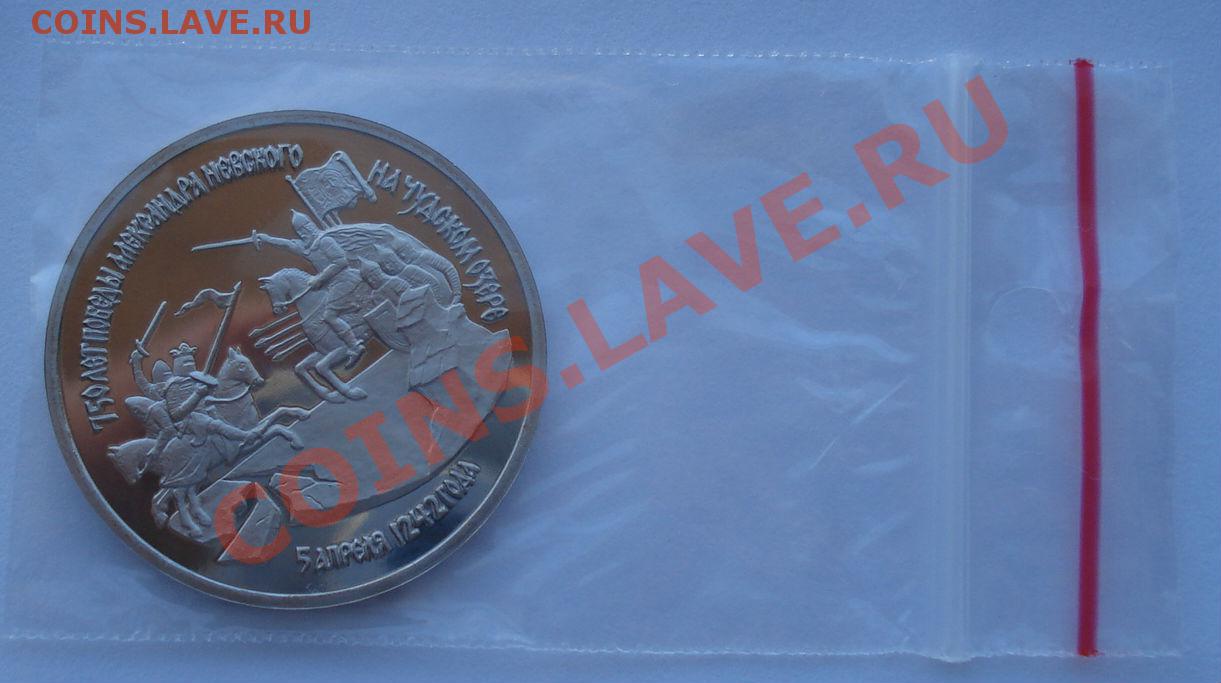 COINS.LAVE.RU
750 ЛЕТ ПОБЕДЫ АЛЕКСАНДРА НЕВСКОГО
НА ЧУДСКОМ ОЗЕРЕ
5 АПРЕЛЯ 1242 ГОДА
COINS.LAVE.RU